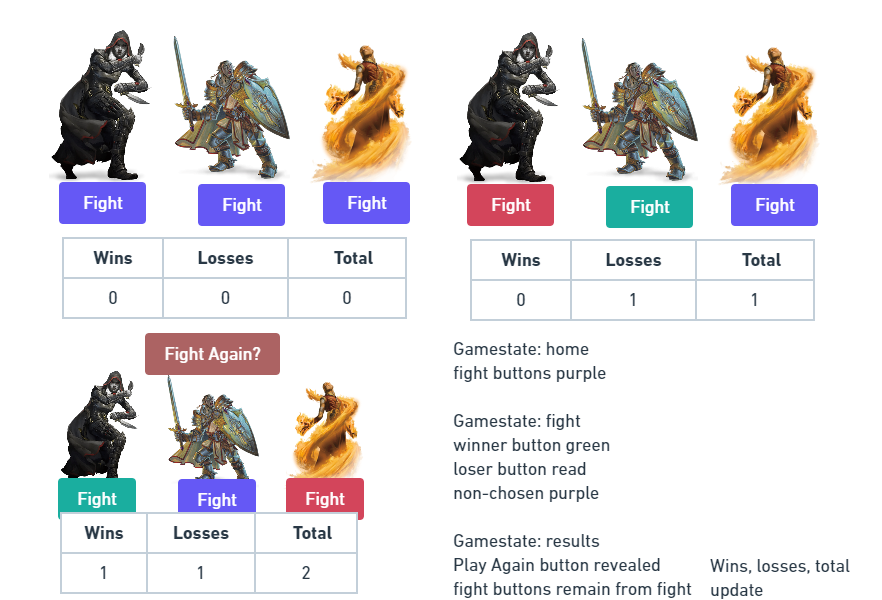 Fight Fight Fight
Wins Losses Total
0 0 0
Fight Fight Fight
Wins Losses Total
0 1 1
Fight Again?
Fight Fight Fight
Wins Losses Total
1 1 2
Gamestate: home
fight buttons purple
Gamestate: fight
winner button green
loser button read
non-chosen purple
Gamestate: results
Play Again button revealed
fight buttons remain from fight
Wins, losses, total
update